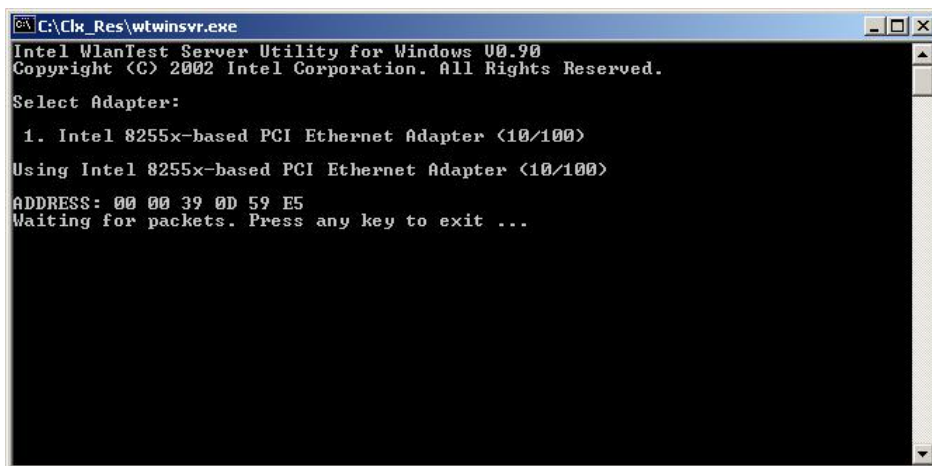 C:\Clx_Res\wtwinsvr.exe
Intel WlanTest Server Utility for Windows V0.90
Copyright (C) 2002 Intel Corporation. All Rights Reserved.
Select Adapter:
1. Intel 8255x-based PCI Ethernet Adapter (10/100)
Using Intel 8255x-based PCI Ethernet Adapter (10/100)
ADDRESS: 00 00 39 0D 59 E5
Waiting for packets. Press any key to exit ...